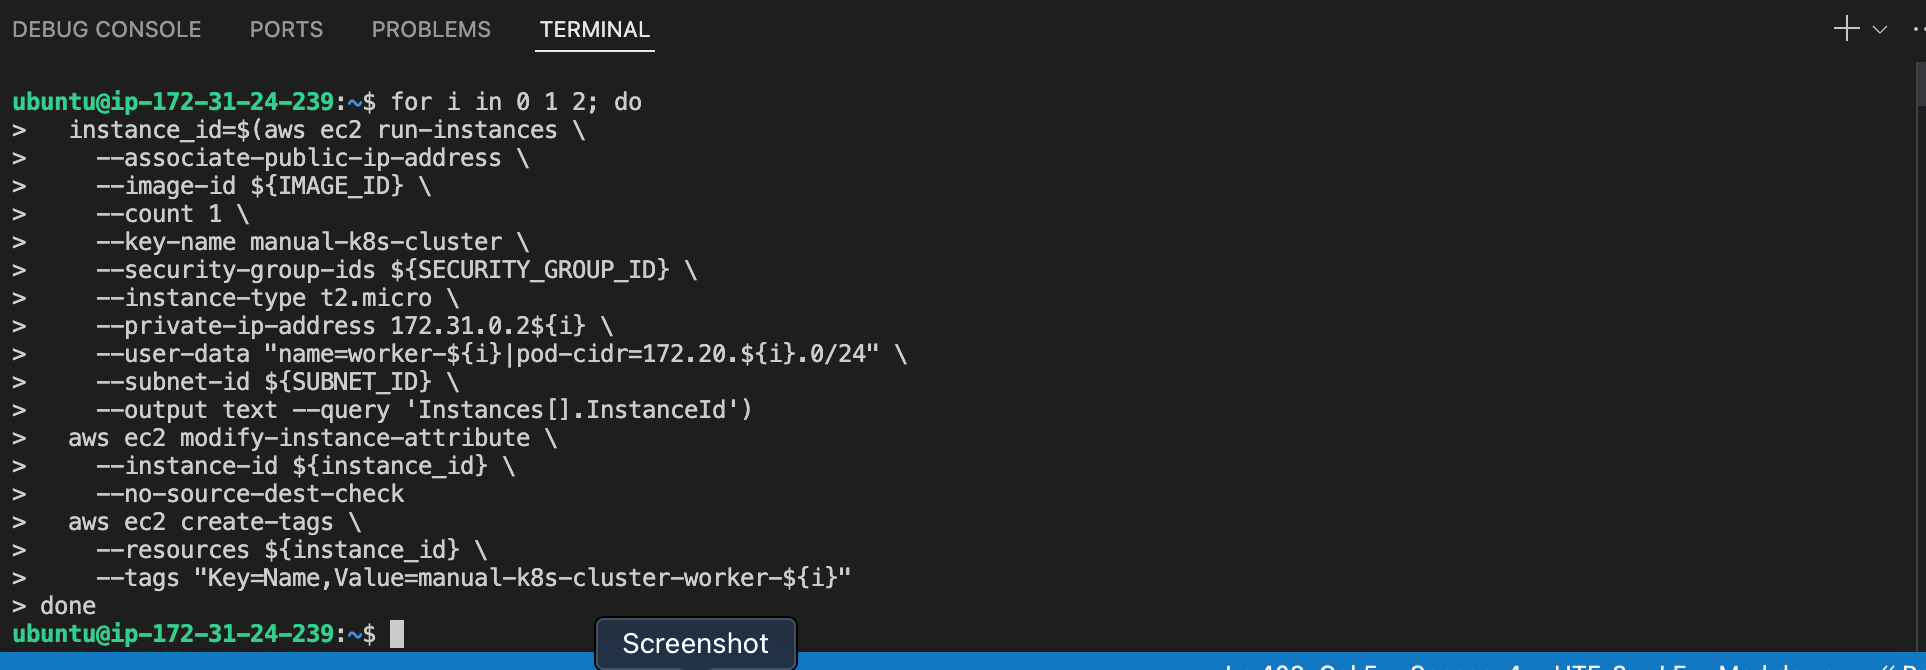 DEBUG CONSOLE PORTS PROBLEMS TERMINAL
ubuntu@ip-172-31-24-239:~$ for i in 0 1 2; do
>   instance_id=$(aws ec2 run-instances \
>     --associate-public-ip-address \
>     --image-id ${IMAGE_ID} \
>     --count 1 \
>     --key-name manual-k8s-cluster \
>     --security-group-ids ${SECURITY_GROUP_ID} \
>     --instance-type t2.micro \
>     --private-ip-address 172.31.0.2${i} \
>     --user-data "name=worker-${i}|pod-cidr=172.20.${i}.0/24" \
>     --subnet-id ${SUBNET_ID} \
>     --output text --query 'Instances[].InstanceId')
>   aws ec2 modify-instance-attribute \
>     --instance-id ${instance_id} \
>     --no-source-dest-check
>   aws ec2 create-tags \
>     --resources ${instance_id} \
>     --tags "Key=Name,Value=manual-k8s-cluster-worker-${i}"
> done
ubuntu@ip-172-31-24-239:~$
Screenshot